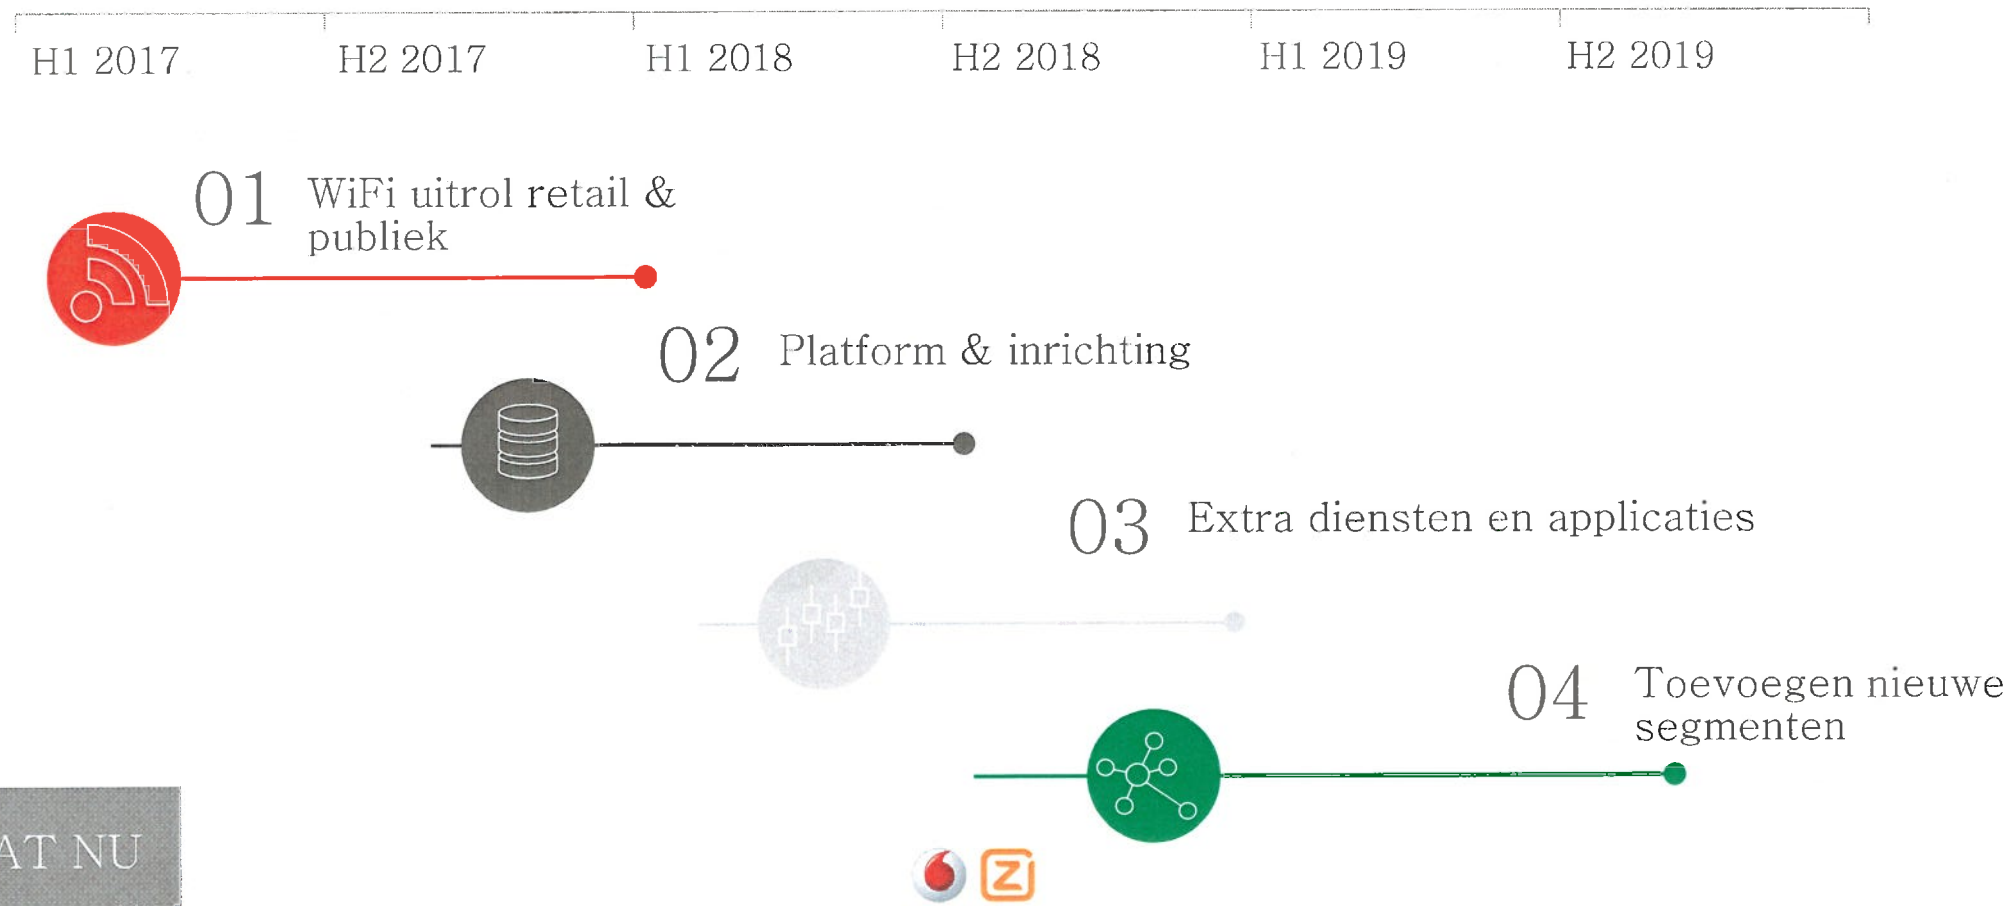 H1 2017
H2 2017
H1 2018
H2 2018
H1 2019
H2 2019
01
WiFi uitrol retail &
publiek
02
Platform & inrichting
03
Extra diensten en applicaties
04
Toevoegen nieuwe
segmenten
AT NU
Z